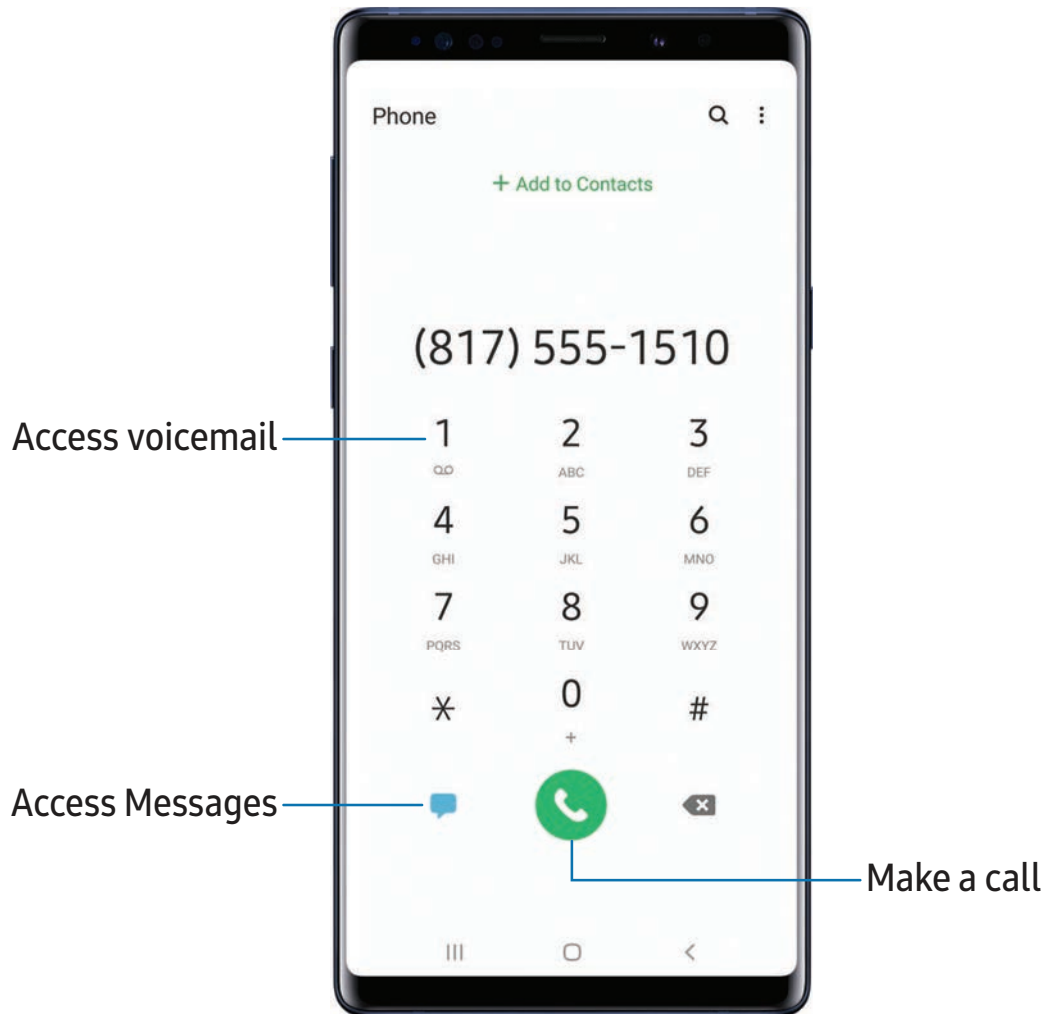 Phone
+ Add to Contacts
(817) 555-1510
Access voicemail
1 2 3
ABC DEF
4 5 6
GHI JKL MNO
7 8 9
PQRS TUV WXYZ
* 0 #
+
Access Messages
Make a call